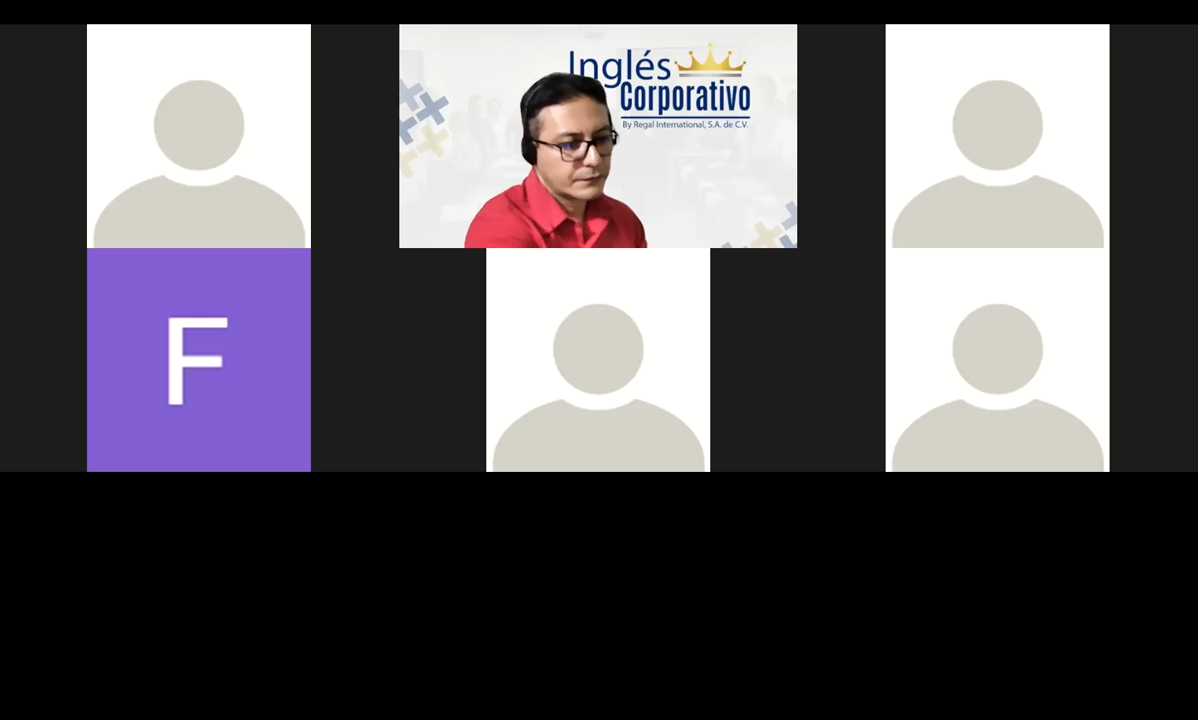 Inglés
Corporativo
By Regal International, S.A. de C.V.
F